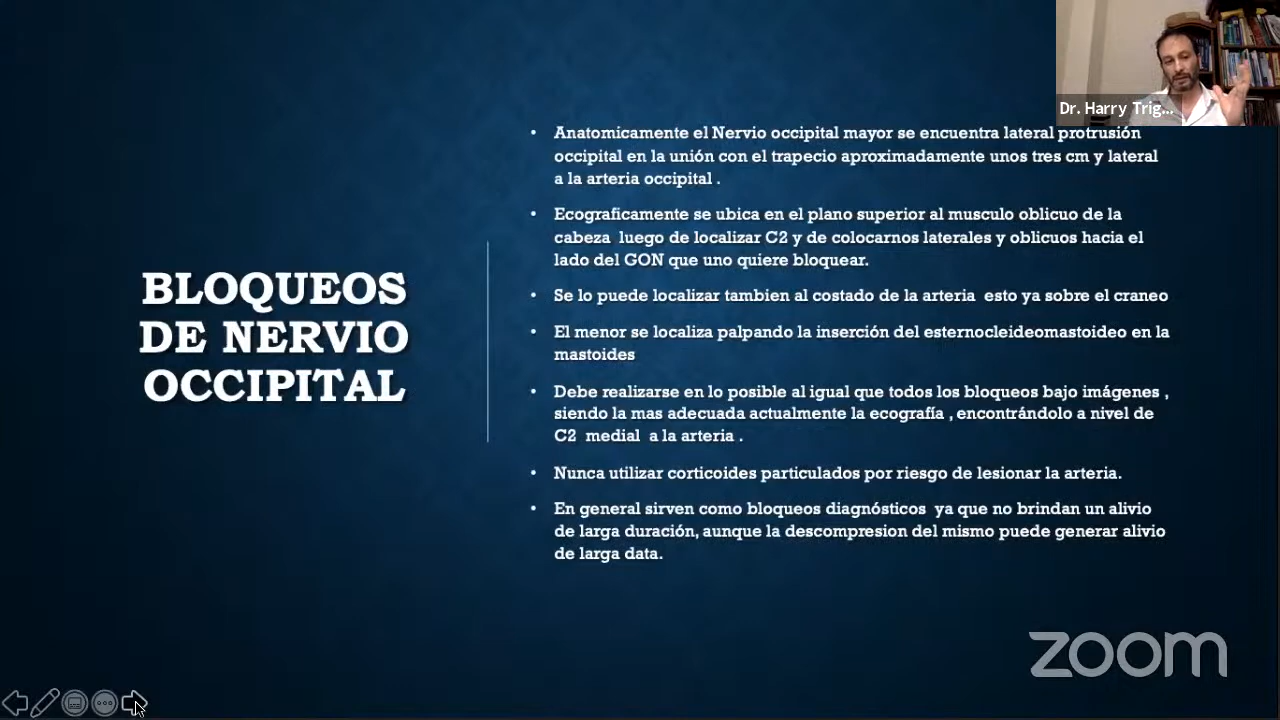 Dr. Harry Trig...
BLOQUEOS
DE NERVIO
OCCIPITAL
• Anatomicamente el Nervio occipital mayor se encuentra lateral protrusión
occipital en la unión con el trapecio aproximadamente unos tres cm y lateral
a la arteria occipital .
• Ecograficamente se ubica en el plano superior al musculo oblicuo de la
cabeza luego de localizar C2 y de colocarnos laterales y oblicuos hacia el
lado del GON que uno quiere bloquear.
• Se lo puede localizar tambien al costado de la arteria esto ya sobre el craneo
• El menor se localiza palpando la inserción del esternocleideomastoideo en la
mastoides
• Debe realizarse en lo posible al igual que todos los bloqueos bajo imágenes ,
siendo la mas adecuada actualmente la ecografía , encontrándolo a nivel de
C2 medial a la arteria .
• Nunca utilizar corticoides particulados por riesgo de lesionar la arteria.
• En general sirven como bloqueos diagnósticos ya que no brindan un alivio
de larga duración, aunque la descompresion del mismo puede generar alivio
de larga data.
zoom